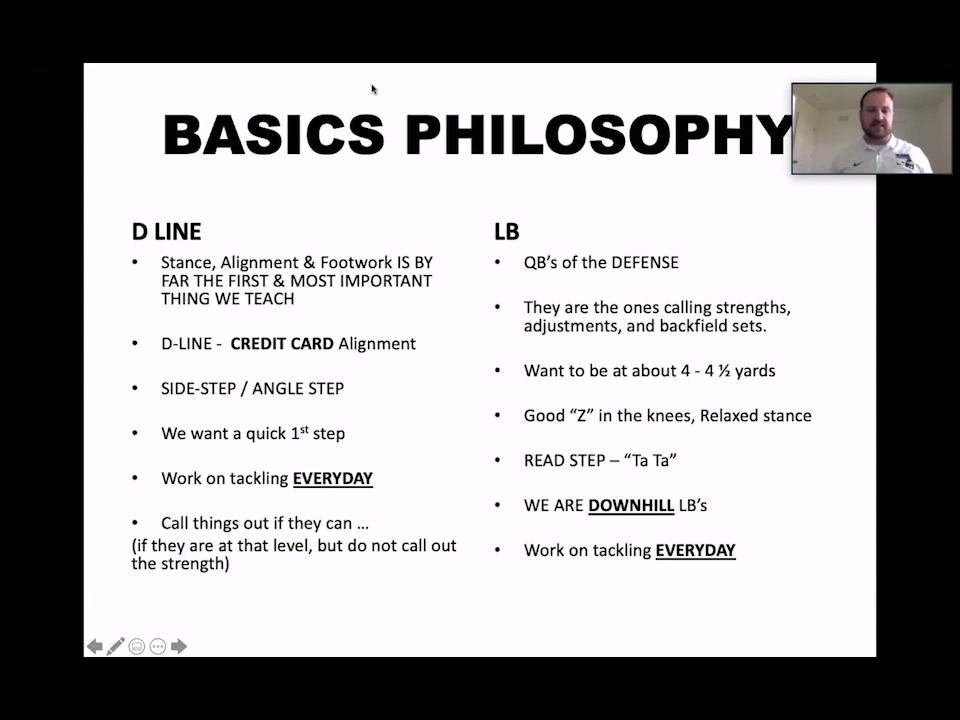 BASICS PHILOSOPHY
D LINE
• Stance, Alignment & Footwork IS BY
FAR THE FIRST & MOST IMPORTANT
THING WE TEACH
• D-LINE - CREDIT CARD Alignment
• SIDE-STEP / ANGLE STEP
• We want a quick 1st step
• Work on tackling EVERYDAY
• Call things out if they can ...
(if they are at that level, but do not call out
the strength)
LB
• QB’s of the DEFENSE
• They are the ones calling strengths,
adjustments, and backfield sets.
• Want to be at about 4 - 4 ½ yards
• Good “Z” in the knees, Relaxed stance
• READ STEP – “Ta Ta”
• WE ARE DOWNHILL LB’s
• Work on tackling EVERYDAY